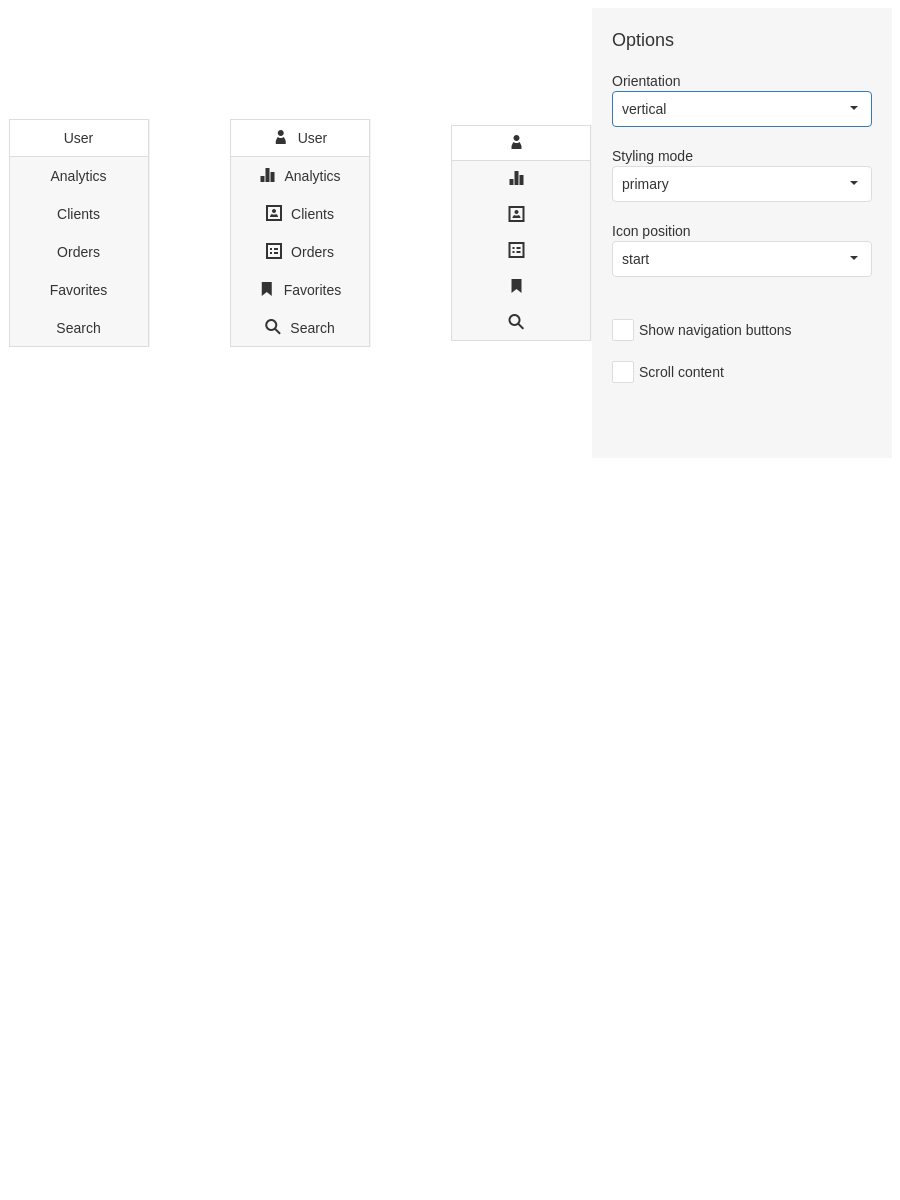 User
Analytics
Clients
Orders
Favorites
Search
User
Analytics
Clients
Orders
Favorites
Search
Options
Orientation
vertical
Styling mode
primary
Icon position
start
Show navigation buttons
Scroll content